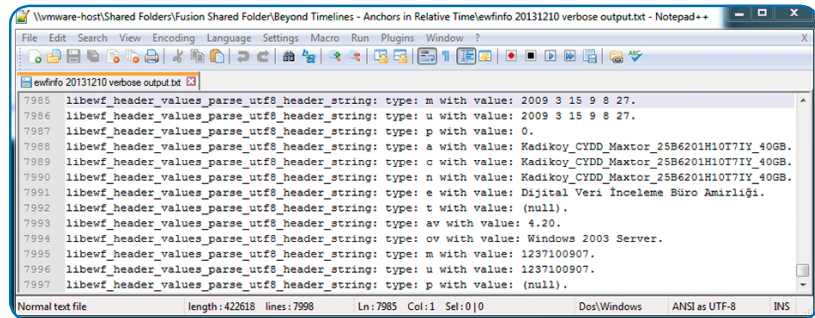 \\vmware-host\Shared Folders\Fusion Shared Folder\Beyond Timelines - Anchors in Relative Time\ewfinfo 20131210 verbose output.txt - Notepad++
File Edit Search View Encoding Language Settings Macro Run Plugins Window ? X
ewfinfo 20131210 verbose output.txt
7985 libewf_header_values_parse_utf8_header_string: type: m with value: 2009 3 15 9 8 27.
7986 libewf_header_values_parse_utf8_header_string: type: u with value: 2009 3 15 9 8 27.
7987 libewf_header_values_parse_utf8_header_string: type: p with value: 0.
7988 libewf_header_values_parse_utf8_header_string: type: a with value: Kadikoy_CYDD_Maxtor_25B6201H10T7IY_40GB.
7989 libewf_header_values_parse_utf8_header_string: type: c with value: Kadikoy_CYDD_Maxtor_25B6201H10T7IY_40GB.
7990 libewf_header_values_parse_utf8_header_string: type: n with value: Kadikoy_CYDD_Maxtor_25B6201H10T7IY_40GB.
7991 libewf_header_values_parse_utf8_header_string: type: e with value: Dijital Veri İnceleme Büro Amirliği.
7992 libewf_header_values_parse_utf8_header_string: type: t with value: (null).
7993 libewf_header_values_parse_utf8_header_string: type: av with value: 4.20.
7994 libewf_header_values_parse_utf8_header_string: type: ov with value: Windows 2003 Server.
7995 libewf_header_values_parse_utf8_header_string: type: m with value: 1237100907.
7996 libewf_header_values_parse_utf8_header_string: type: u with value: 1237100907.
7997 libewf_header_values_parse_utf8_header_string: type: p with value: (null).
Normal text file length : 422618 lines : 7998 Ln : 7985 Col : 1 Sel : 0 | 0 Dos\Windows ANSI as UTF-8 INS